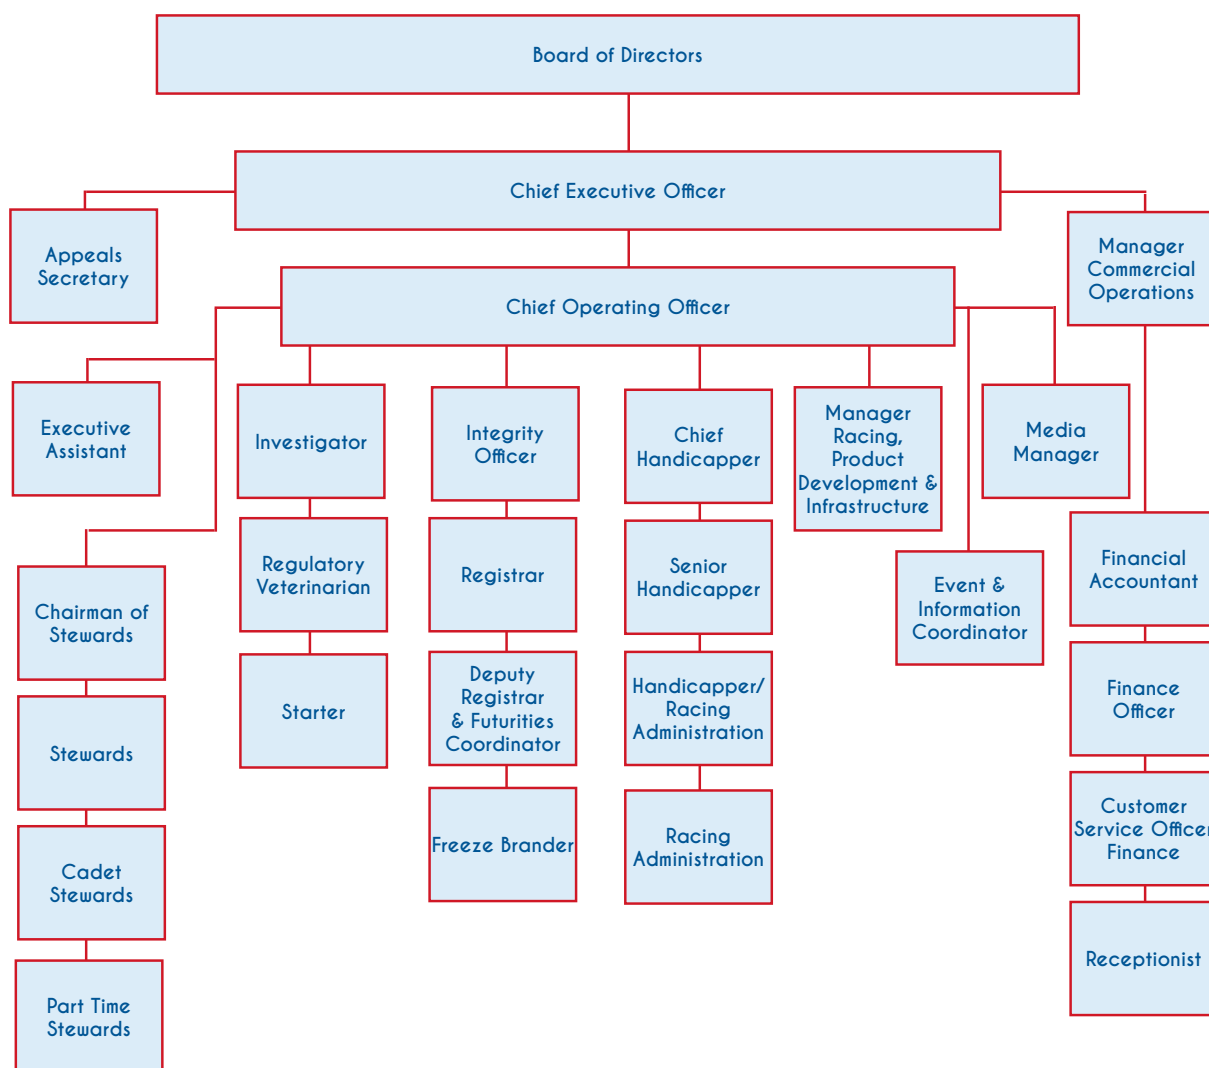 Board of Directors
Chief Executive Officer
Appeals
Secretary
Manager
Commercial
Operations
Chief Operating Officer
Executive
Assistant
Investigator
Integrity
Officer
Chief
Handicapper
Manager
Racing,
Product
Development &
Infrastructure
Media
Manager
Regulatory
Veterinarian
Registrar
Senior
Handicapper
Event &
Information
Coordinator
Financial
Accountant
Chairman of
Stewards
Starter
Deputy
Registrar
& Futurities
Coordinator
Handicapper/
Racing
Administration
Finance
Officer
Stewards
Freeze Brander
Racing
Administration
Customer
Service Officer
Finance
Cadet
Stewards
Receptionist
Part Time
Stewards